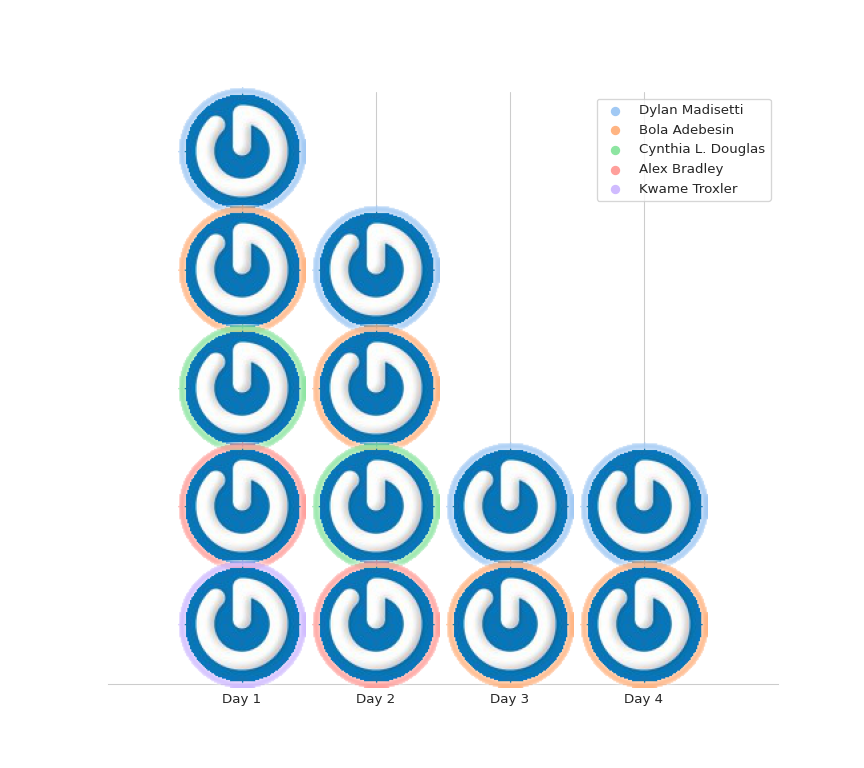 Dylan Madisetti
Bola Adebesin
Cynthia L. Douglas
Alex Bradley
Kwame Troxler
Day 1 Day 2 Day 3 Day 4